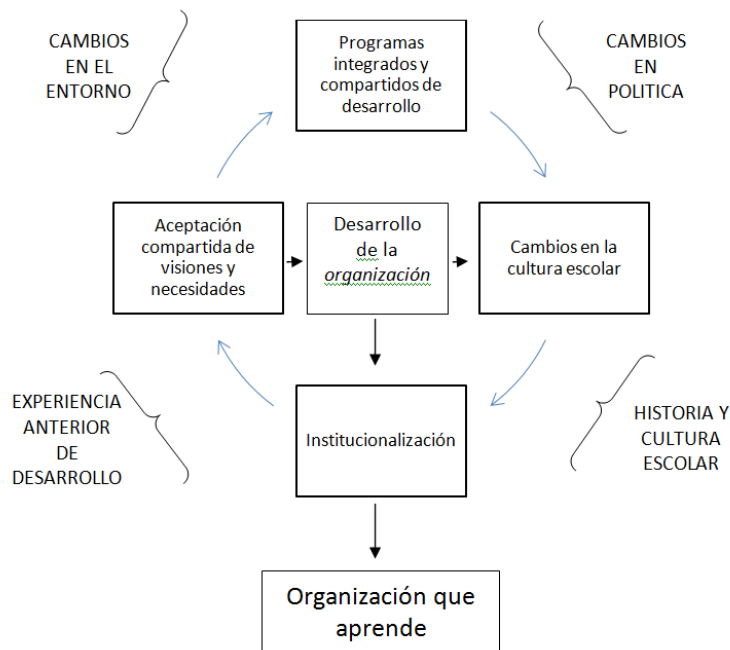 CAMBIOS
EN EL
ENTORNO
Programas
integrados y
compartidos de
desarrollo
CAMBIOS
EN
POLITICA
Aceptación
compartida de
visiones y
necesidades
Desarrollo
de la
organización
Cambios en la
cultura escolar
EXPERIENCIA
ANTERIOR
DE
DESARROLLO
Institucionalización
HISTORIA Y
CULTURA
ESCOLAR
Organización que
aprende